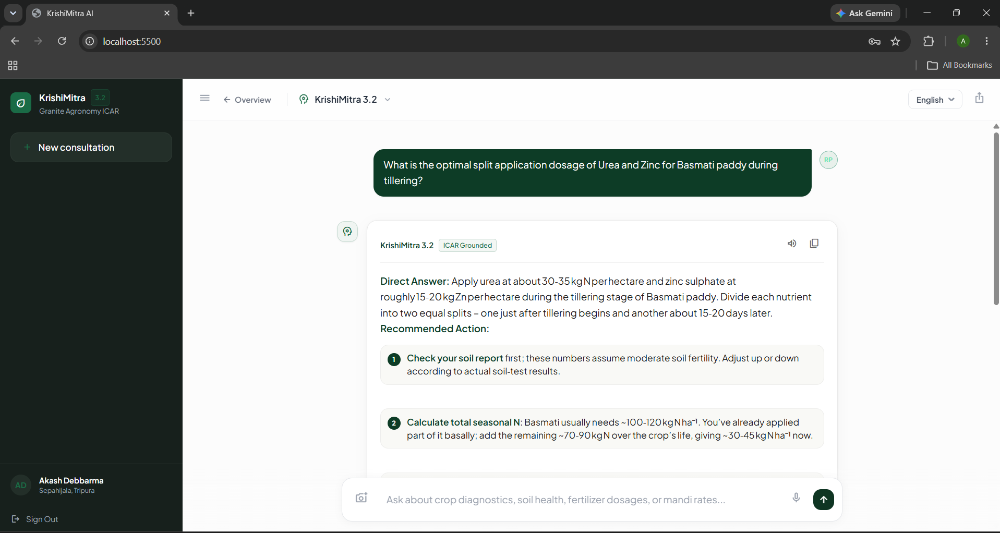 KrishiMitra AI
Ask Gemini
localhost:5500
A
All Bookmarks
KrishiMitra 3.2
Granite Agronomy ICAR
+ New consultation
Overview
KrishiMitra 3.2
English
What is the optimal split application dosage of Urea and Zinc for Basmati paddy during
tillering?
RP
KrishiMitra 3.2 ICAR Grounded
Direct Answer: Apply urea at about 30-35 kg N per hectare and zinc sulphate at
roughly 15-20 kg Zn per hectare during the tillering stage of Basmati paddy. Divide each nutrient
into two equal splits – one just after tillering begins and another about 15-20 days later.
Recommended Action:
1 Check your soil report first; these numbers assume moderate soil fertility. Adjust up or down
according to actual soil-test results.
2 Calculate total seasonal N: Basmati usually needs ~100-120 kg N ha⁻¹. You’ve already applied
part of it basally; add the remaining ~70-90 kg N over the crop’s life, giving ~30-45 kg N ha⁻¹ now.
Ask about crop diagnostics, soil health, fertilizer dosages, or mandi rates...
AD
Akash Debbarma
Sepahijala, Tripura
Sign Out